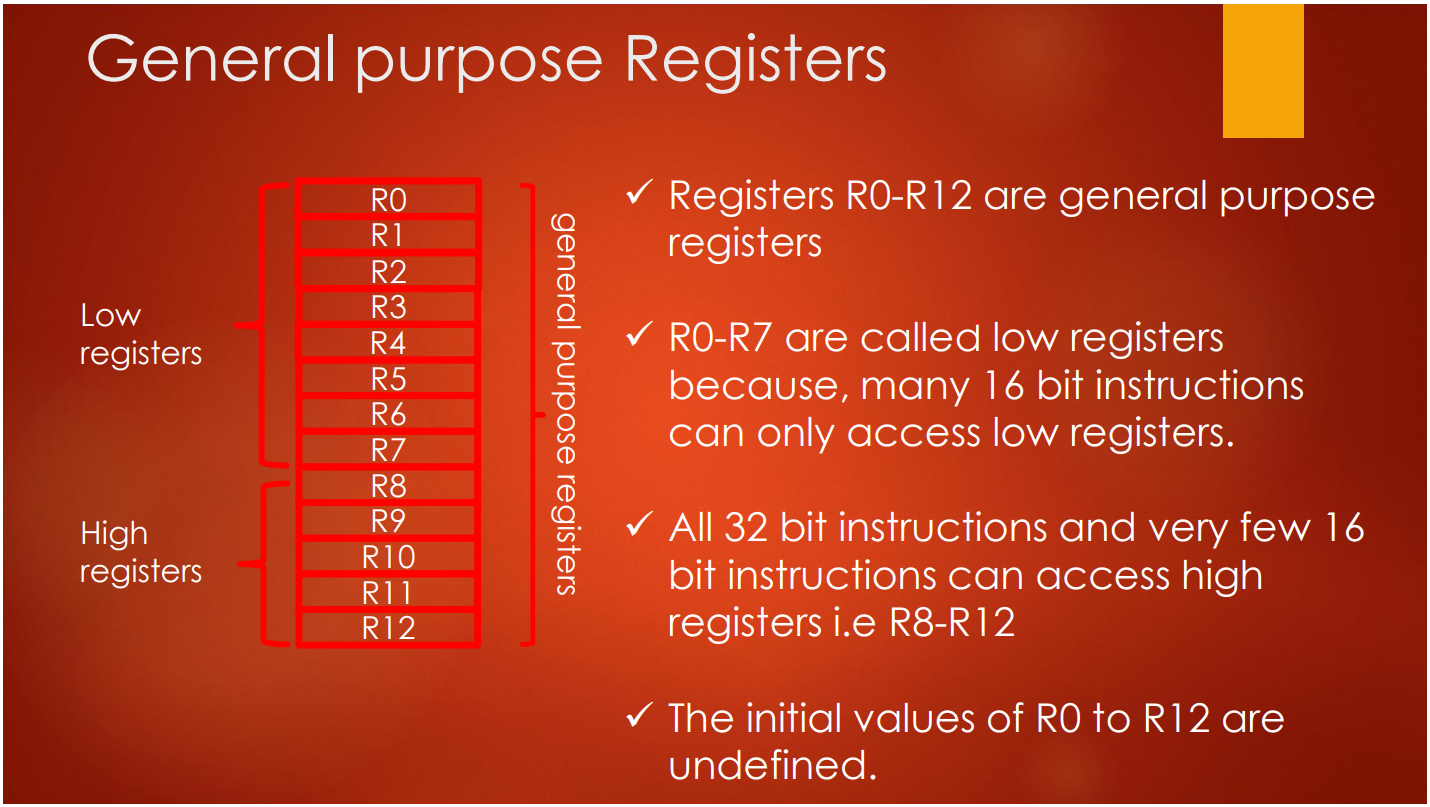 General purpose Registers
R0
R1
R2
R3
R4
R5
R6
R7
R8
R9
R10
R11
R12
Low
registers
High
registers
general purpose registers
✓ Registers R0-R12 are general purpose
registers
✓ R0-R7 are called low registers
because, many 16 bit instructions
can only access low registers.
✓ All 32 bit instructions and very few 16
bit instructions can access high
registers i.e R8-R12
✓ The initial values of R0 to R12 are
undefined.